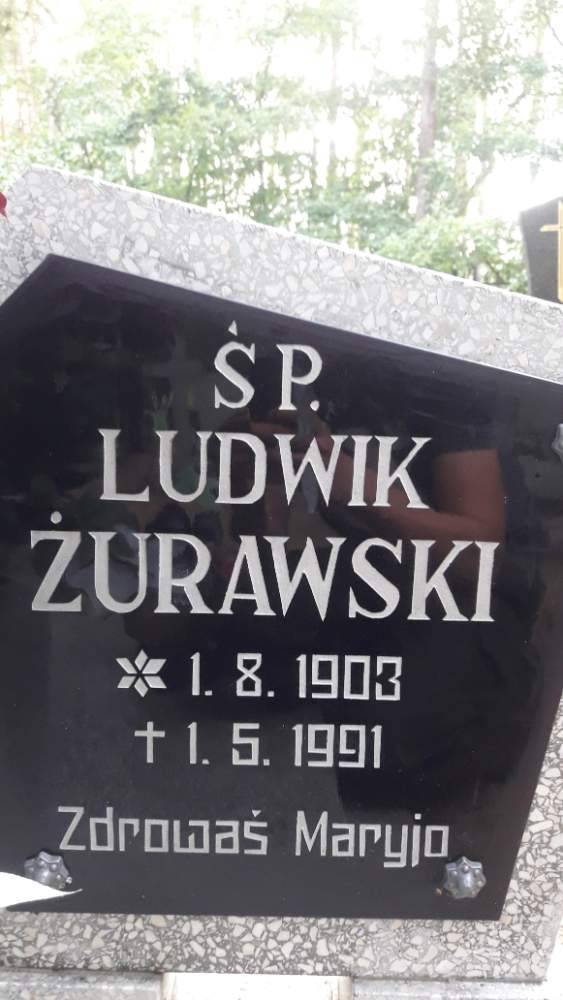 Ś P.
LUDWIK
ŻURAWSKI
✲ 1. 8. 1903
✝ 1. 5. 1991
Zdrowaś Maryjo